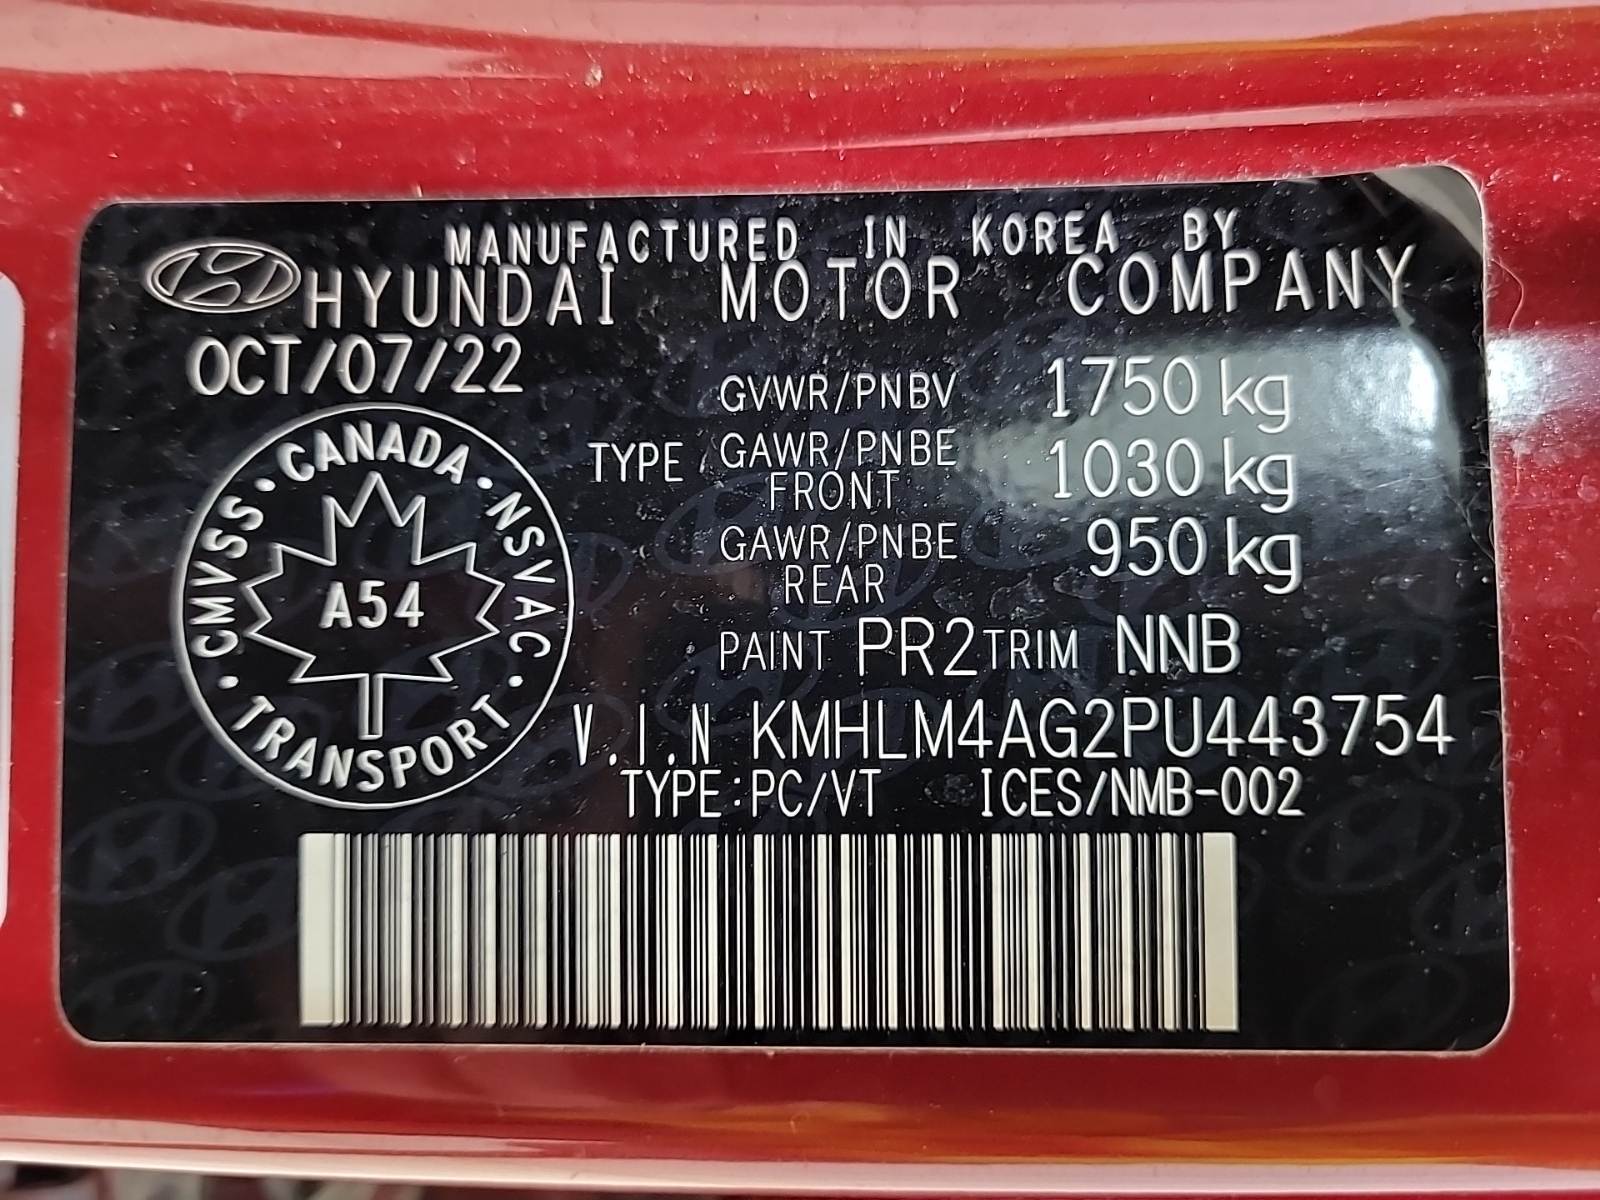 MANUFACTURED IN KOREA BY
HYUNDAI MOTOR COMPANY
OCT/07/22
GVWR/PNBV 1750 kg
TYPE GAWR/PNBE FRONT 1030 kg
GAWR/PNBE REAR 950 kg
CANADA · NSVAC · TRANSPORT · CMVSS ·
A54
PAINT PR2 TRIM NNB
V.I.N KMHLM4AG2PU443754
TYPE:PC/VT ICES/NMB-002